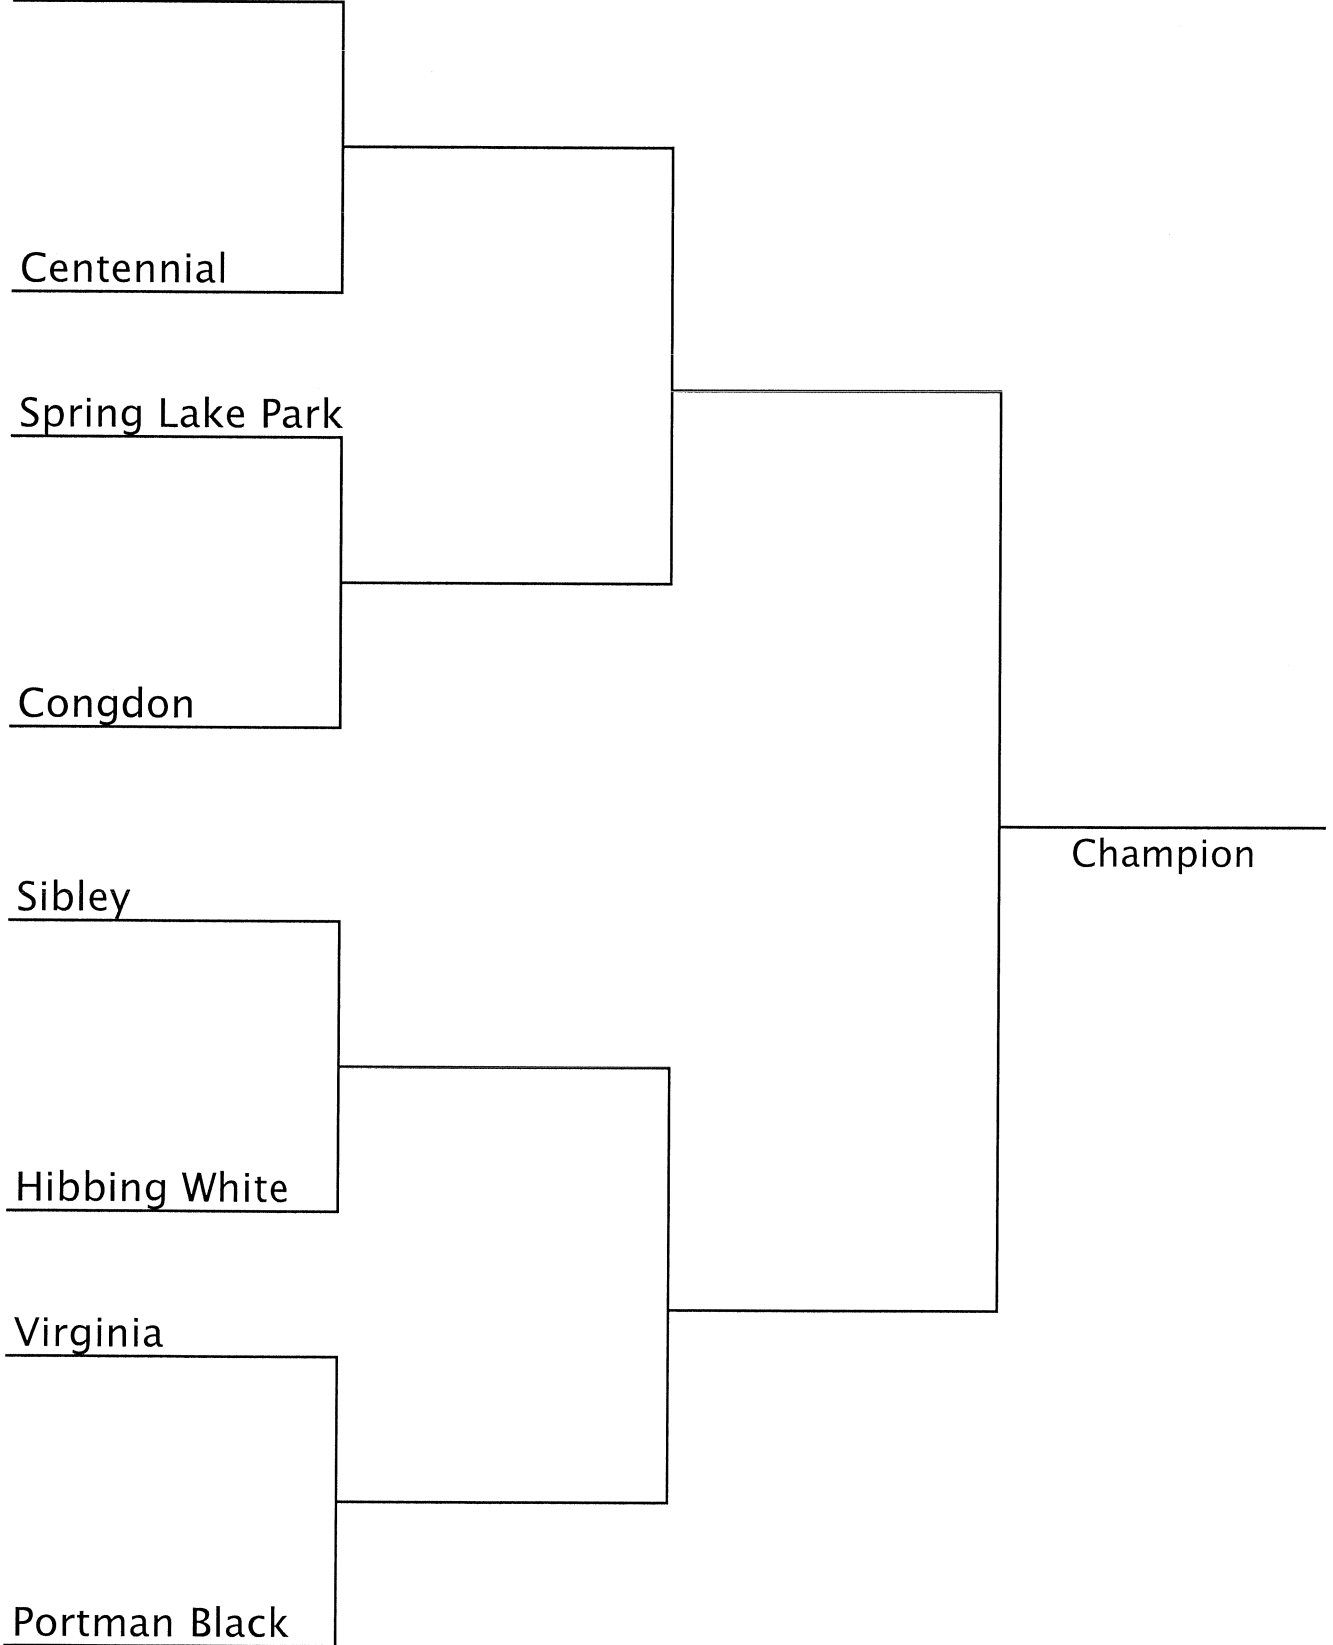 Centennial
Spring Lake Park
Congdon
Champion
Sibley
Hibbing White
Virginia
Portman Black